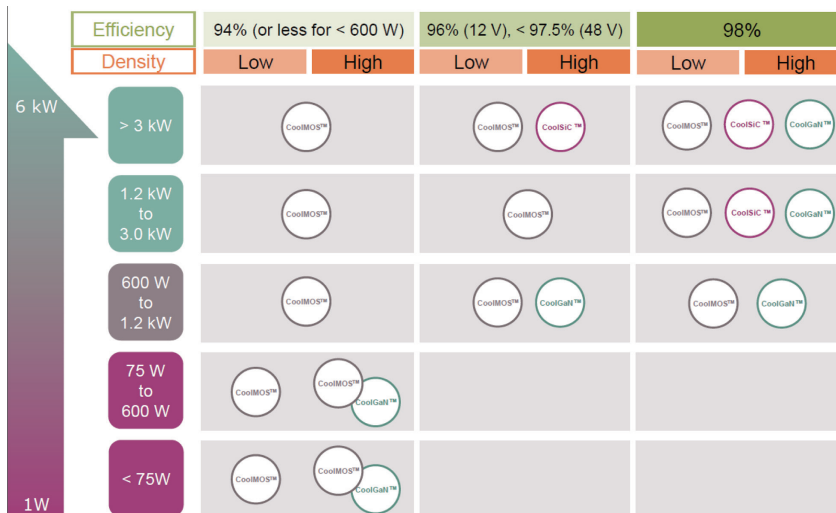 Efficiency
94% (or less for < 600 W)
96% (12 V), < 97.5% (48 V)
98%
Density
Low
High
Low
High
Low
High
6 kW
> 3 kW
CoolMOS™
CoolMOS™
CoolSiC ™
CoolMOS™
CoolSiC ™
CoolGaN™
1.2 kW
to
3.0 kW
CoolMOS™
CoolMOS™
CoolMOS™
CoolSiC ™
CoolGaN™
600 W
to
1.2 kW
CoolMOS™
CoolMOS™
CoolGaN™
CoolMOS™
CoolGaN™
75 W
to
600 W
CoolMOS™
CoolMOS™
CoolGaN™
< 75W
CoolMOS™
CoolMOS™
CoolGaN™
1W